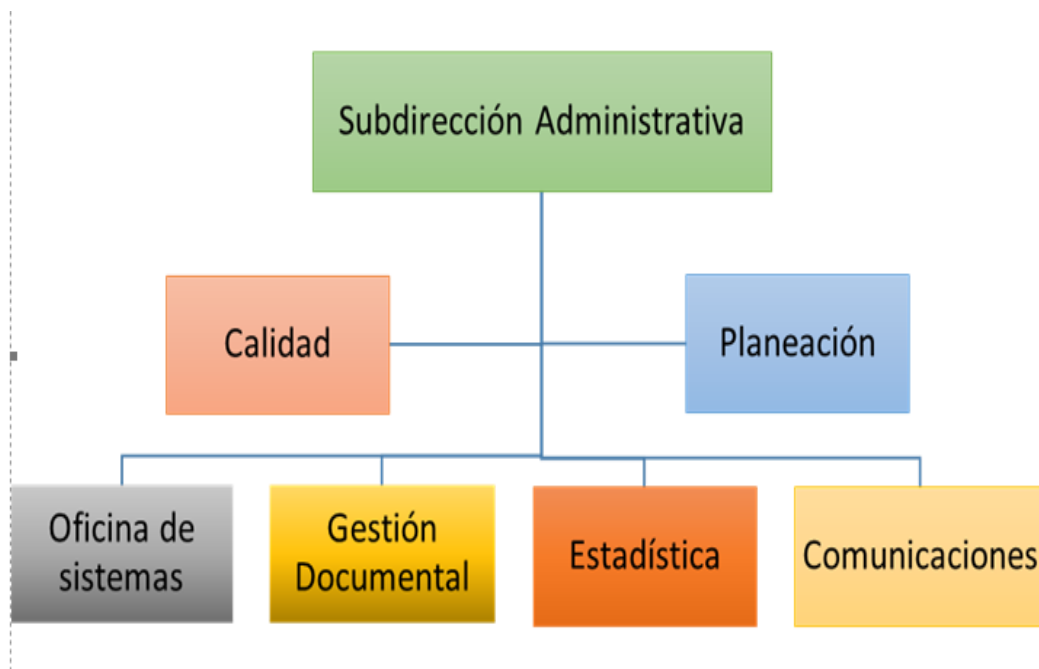 Subdirección Administrativa
Calidad
Planeación
Oficina de
sistemas
Gestión
Documental
Estadística
Comunicaciones